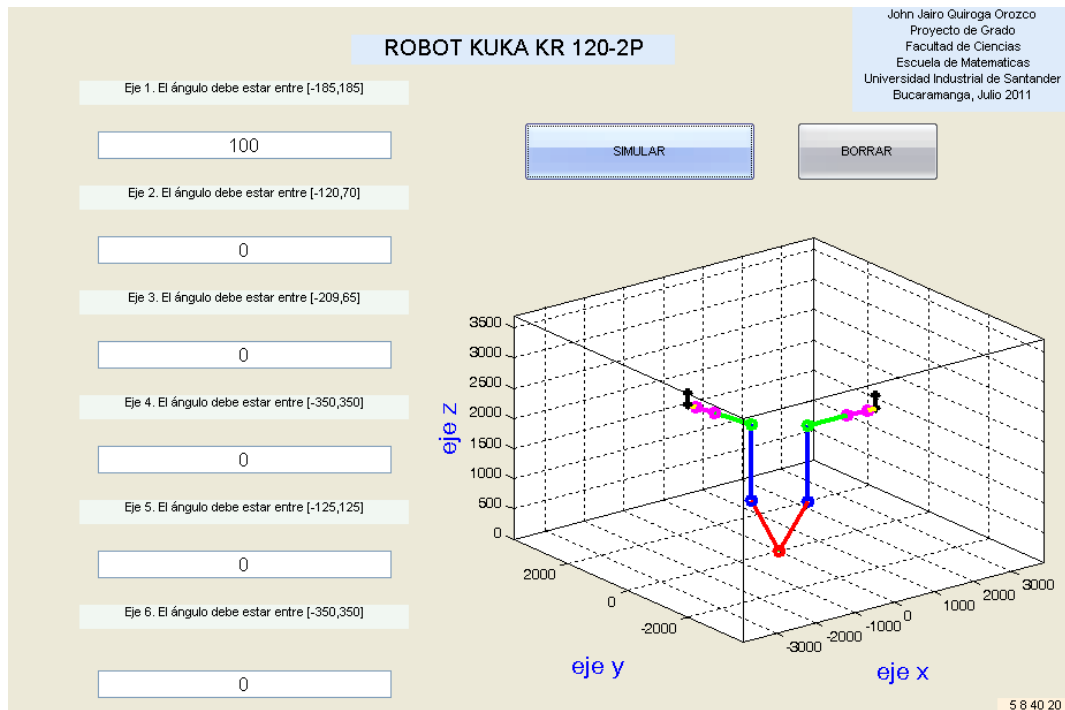 John Jairo Quiroga Orozco
Proyecto de Grado
Facultad de Ciencias
Escuela de Matematicas
Universidad Industrial de Santander
Bucaramanga, Julio 2011
ROBOT KUKA KR 120-2P
Eje 1. El ángulo debe estar entre [-185,185]
100
SIMULAR
BORRAR
Eje 2. El ángulo debe estar entre [-120,70]
0
Eje 3. El ángulo debe estar entre [-209,65]
0
Eje 4. El ángulo debe estar entre [-350,350]
0
Eje 5. El ángulo debe estar entre [-125,125]
0
Eje 6. El ángulo debe estar entre [-350,350]
0
eje z
3500
3000
2500
2000
1500
1000
500
0
2000
0
-2000
eje y
-3000
-2000
-1000
0
1000
2000
3000
eje x
5 8 40 20